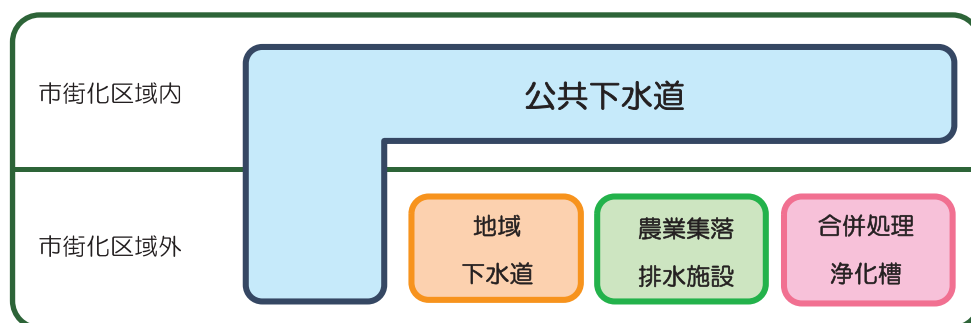 市街化区域内
公共下水道
市街化区域外
地域
下水道
農業集落
排水施設
合併処理
浄化槽